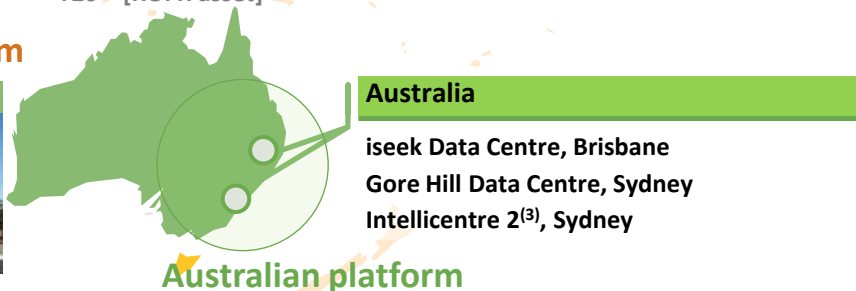 m
Australia
iseek Data Centre, Brisbane
Gore Hill Data Centre, Sydney
Intellicentre 2(3), Sydney
Australian platform